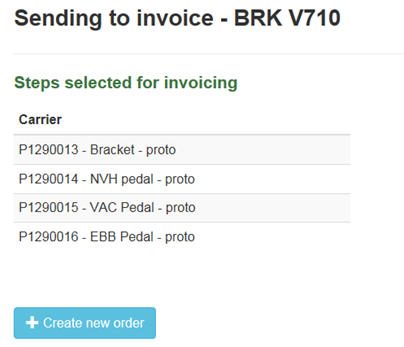 Sending to invoice - BRK V710
Steps selected for invoicing
Carrier
P1290013 - Bracket - proto
P1290014 - NVH pedal - proto
P1290015 - VAC Pedal - proto
P1290016 - EBB Pedal - proto
Create new order